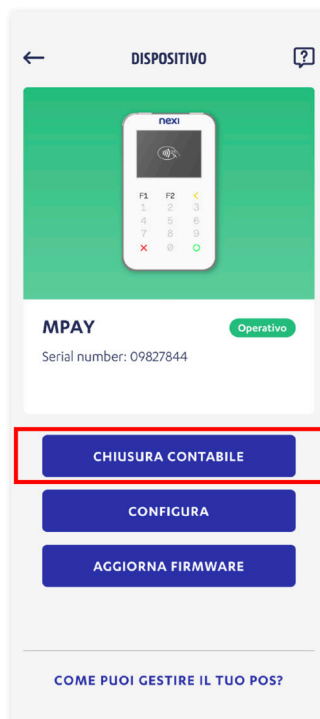 DISPOSITIVO
nexi
F1 F2
1 2 3
4 5 6
7 8 9
0
MPAY
Operativo
Serial number: 09827844
CHIUSURA CONTABILE
CONFIGURA
AGGIORNA FIRMWARE
COME PUOI GESTIRE IL TUO POS?